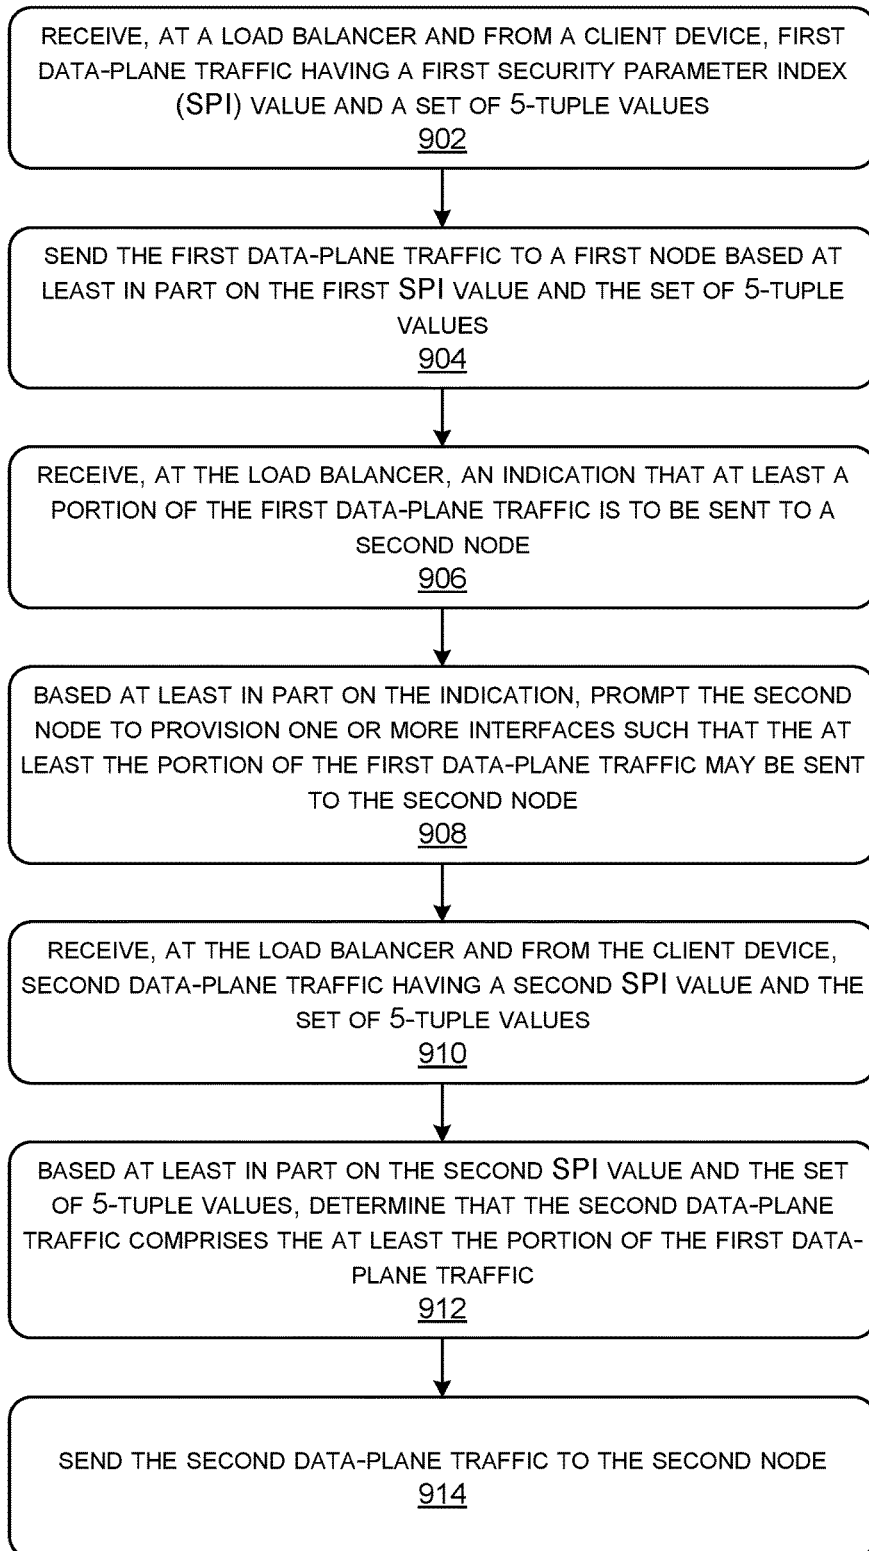 RECEIVE, AT A LOAD BALANCER AND FROM A CLIENT DEVICE, FIRST
DATA-PLANE TRAFFIC HAVING A FIRST SECURITY PARAMETER INDEX
(SPI) VALUE AND A SET OF 5-TUPLE VALUES
902
SEND THE FIRST DATA-PLANE TRAFFIC TO A FIRST NODE BASED AT
LEAST IN PART ON THE FIRST SPI VALUE AND THE SET OF 5-TUPLE
VALUES
904
RECEIVE, AT THE LOAD BALANCER, AN INDICATION THAT AT LEAST A
PORTION OF THE FIRST DATA-PLANE TRAFFIC IS TO BE SENT TO A
SECOND NODE
906
BASED AT LEAST IN PART ON THE INDICATION, PROMPT THE SECOND
NODE TO PROVISION ONE OR MORE INTERFACES SUCH THAT THE AT
LEAST THE PORTION OF THE FIRST DATA-PLANE TRAFFIC MAY BE SENT
TO THE SECOND NODE
908
RECEIVE, AT THE LOAD BALANCER AND FROM THE CLIENT DEVICE,
SECOND DATA-PLANE TRAFFIC HAVING A SECOND SPI VALUE AND THE
SET OF 5-TUPLE VALUES
910
BASED AT LEAST IN PART ON THE SECOND SPI VALUE AND THE SET
OF 5-TUPLE VALUES, DETERMINE THAT THE SECOND DATA-PLANE
TRAFFIC COMPRISES THE AT LEAST THE PORTION OF THE FIRST DATA-
PLANE TRAFFIC
912
SEND THE SECOND DATA-PLANE TRAFFIC TO THE SECOND NODE
914